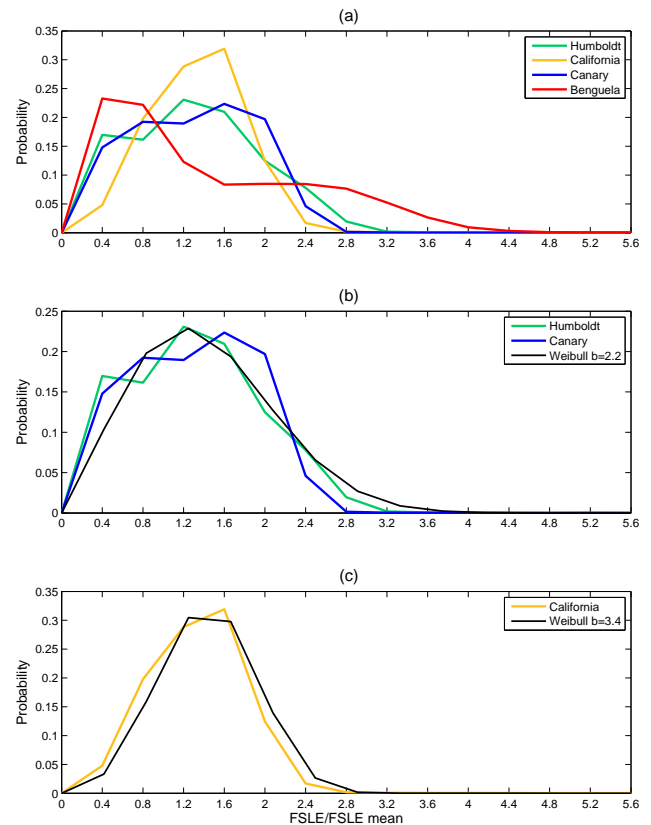 (a)
Probability
0.35
0.3
0.25
0.2
0.15
0.1
0.05
0
Humboldt
California
Canary
Benguela
0 0.4 0.8 1.2 1.6 2 2.4 2.8 3.2 3.6 4 4.4 4.8 5.2 5.6
(b)
Probability
0.25
0.2
0.15
0.1
0.05
0
Humboldt
Canary
Weibull b=2.2
0 0.4 0.8 1.2 1.6 2 2.4 2.8 3.2 3.6 4 4.4 4.8 5.2 5.6
(c)
Probability
0.35
0.3
0.25
0.2
0.15
0.1
0.05
0
California
Weibull b=3.4
0 0.4 0.8 1.2 1.6 2 2.4 2.8 3.2 3.6 4 4.4 4.8 5.2 5.6
FSLE/FSLE mean